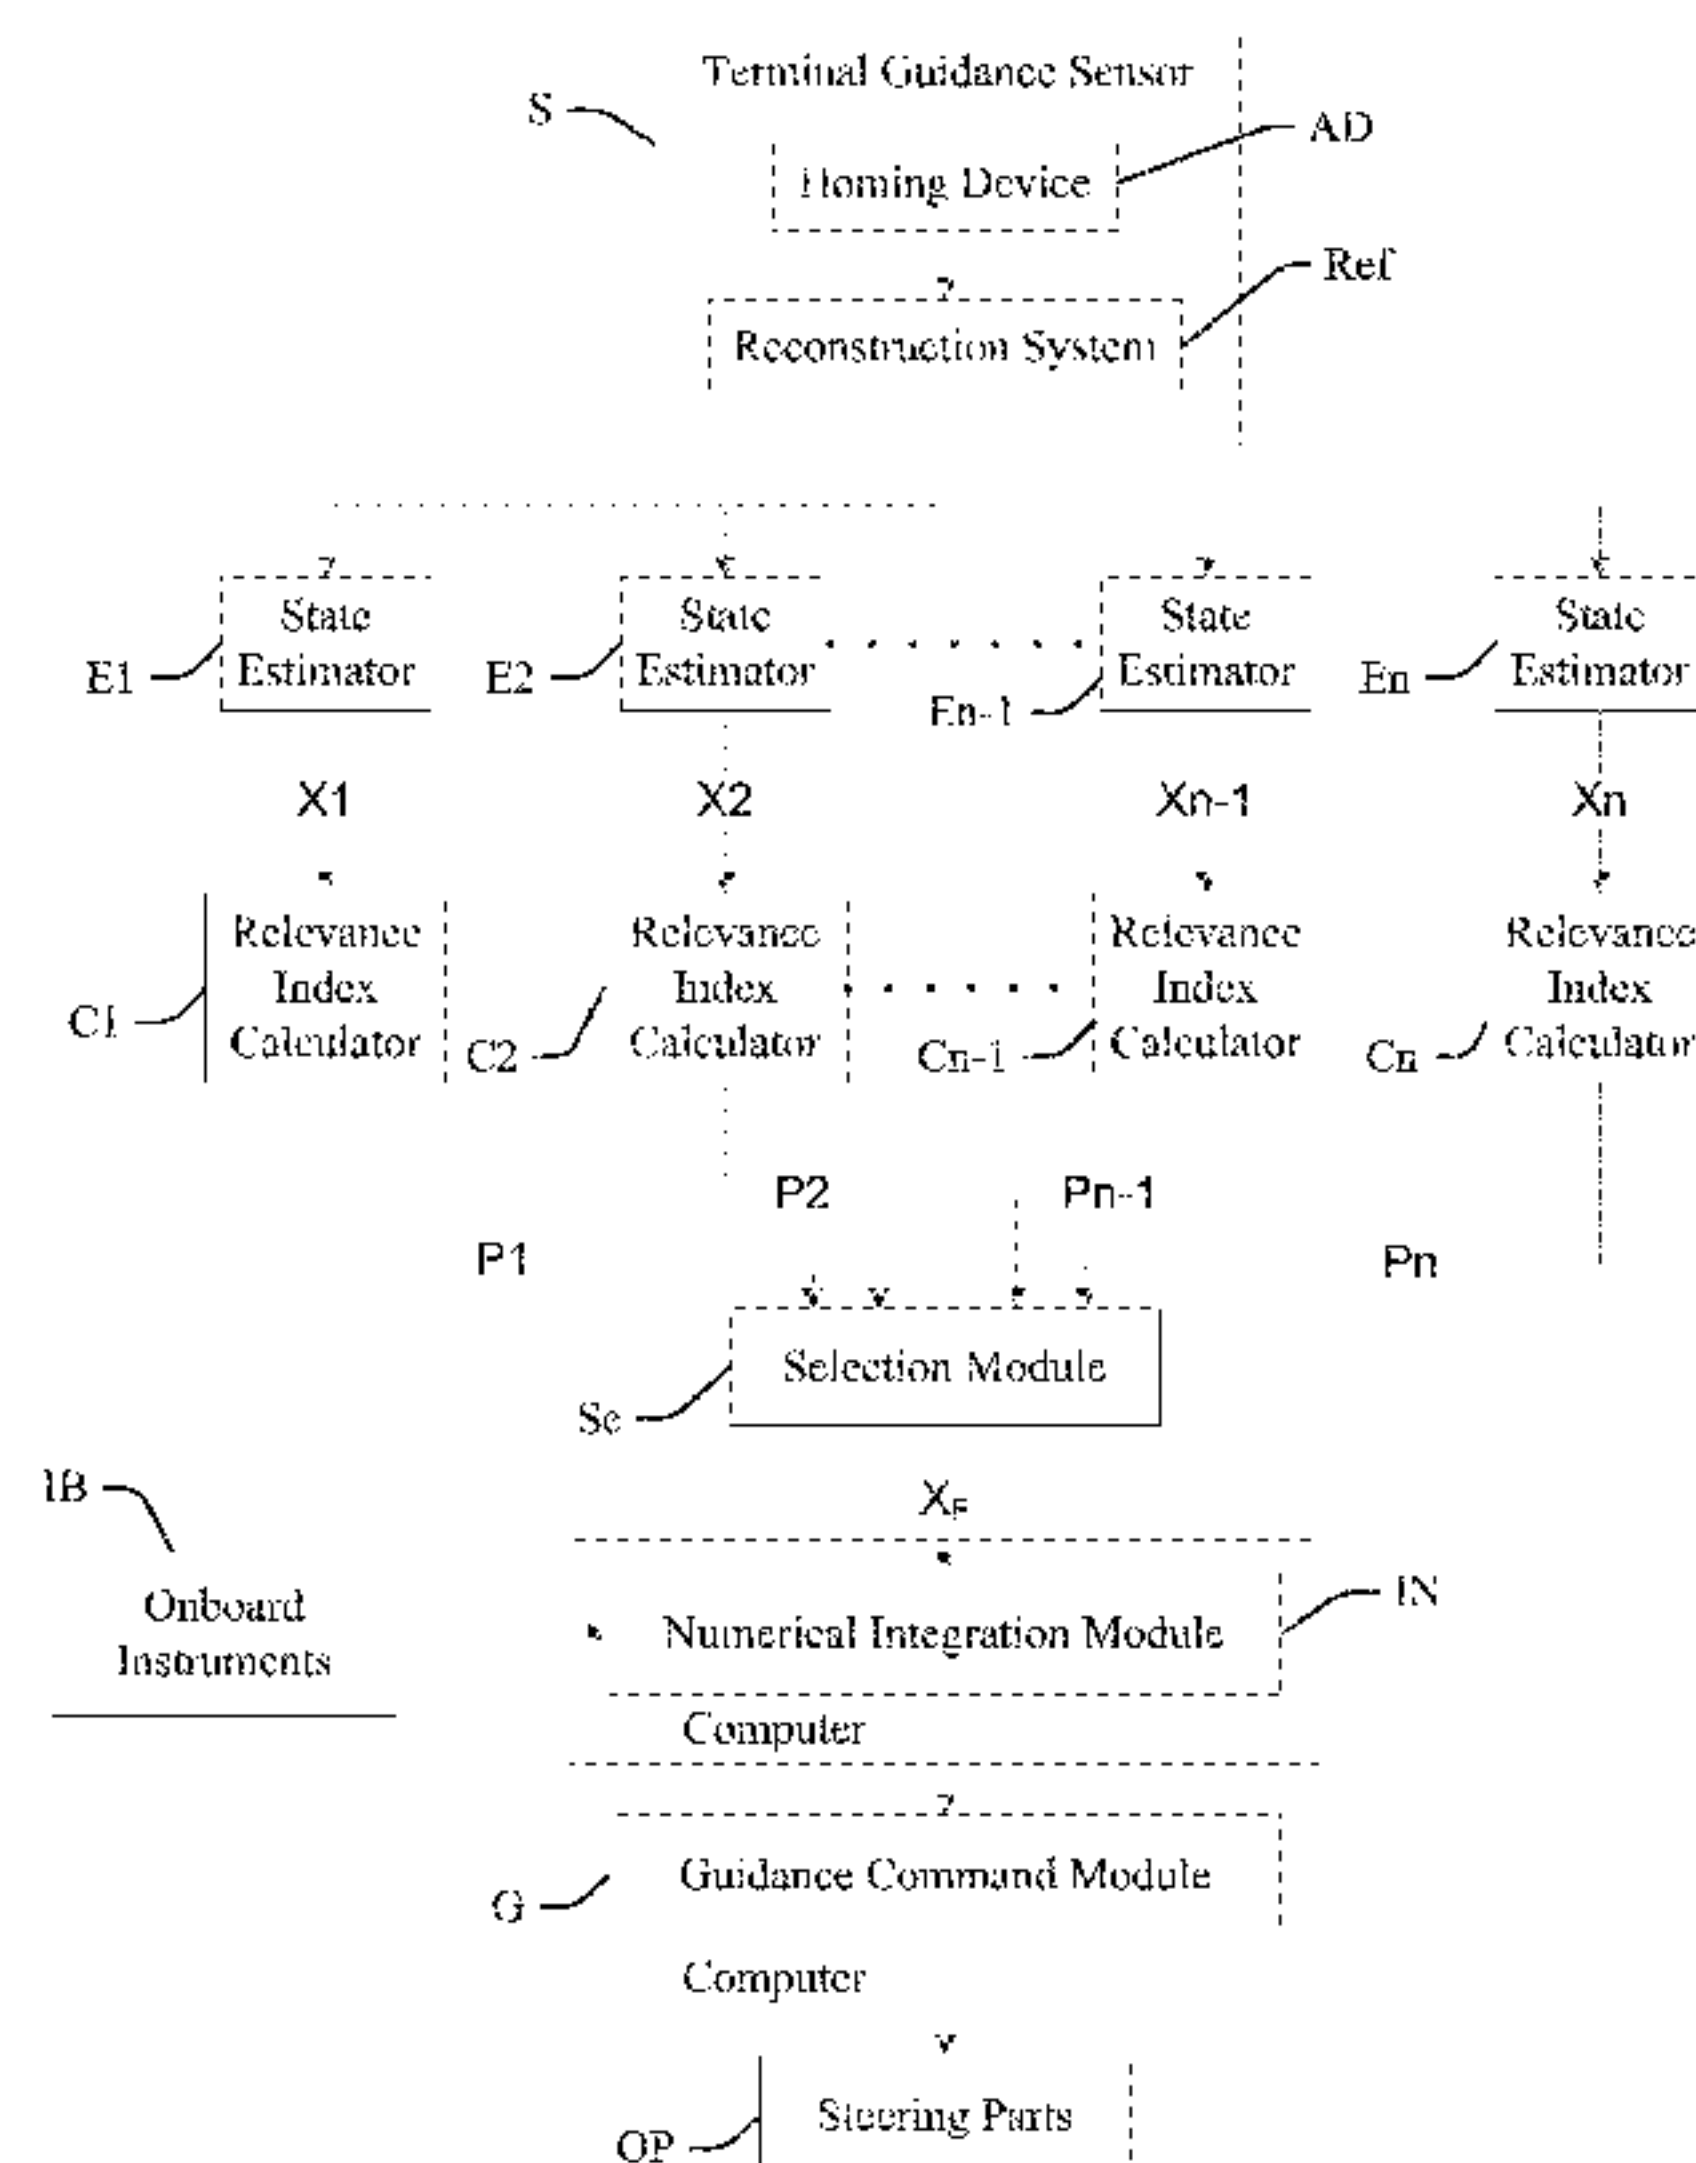 Terminal Guidance Sensor
S
AD
Homing Device
Ref
Reconstruction System
State Estimator
State Estimator
State Estimator
State Estimator
E1
E2
En-1
En
X1
X2
Xn-1
Xn
Relevance Index Calculator
Relevance Index Calculator
Relevance Index Calculator
Relevance Index Calculator
C1
C2
Cn-1
Cn
P2
Pn-1
P1
Pn
Selection Module
Se
IB
XF
Onboard
Instruments
Numerical Integration Module
IN
Computer
Guidance Command Module
G
Computer
Steering Parts
OP